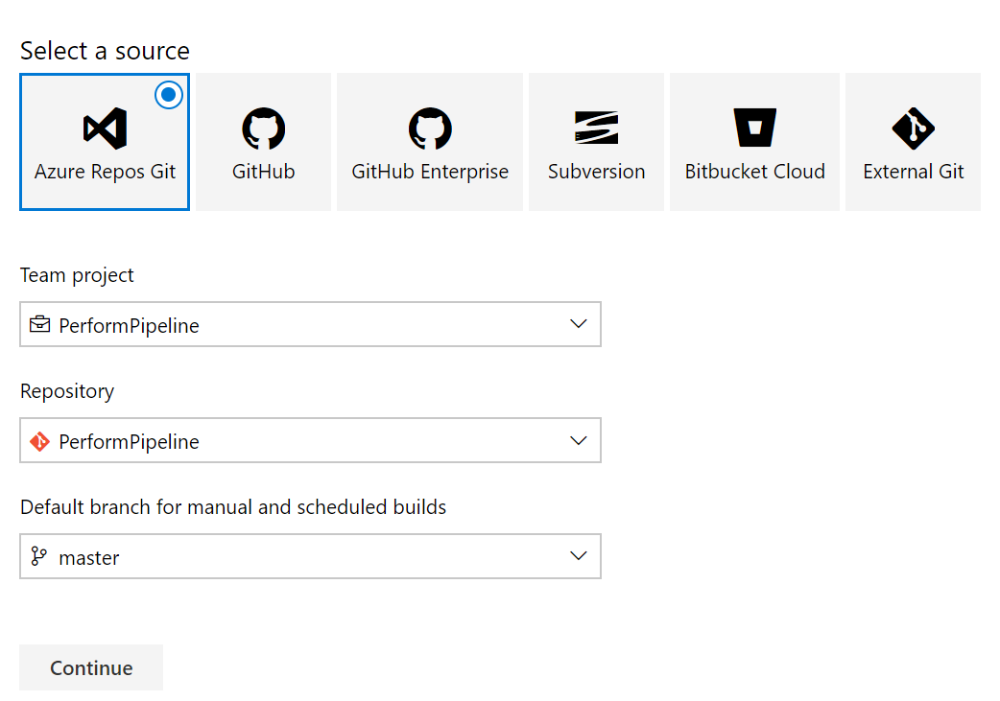 Select a source
Azure Repos Git
GitHub
GitHub Enterprise
Subversion
Bitbucket Cloud
External Git
Team project
PerformPipeline
Repository
PerformPipeline
Default branch for manual and scheduled builds
master
Continue